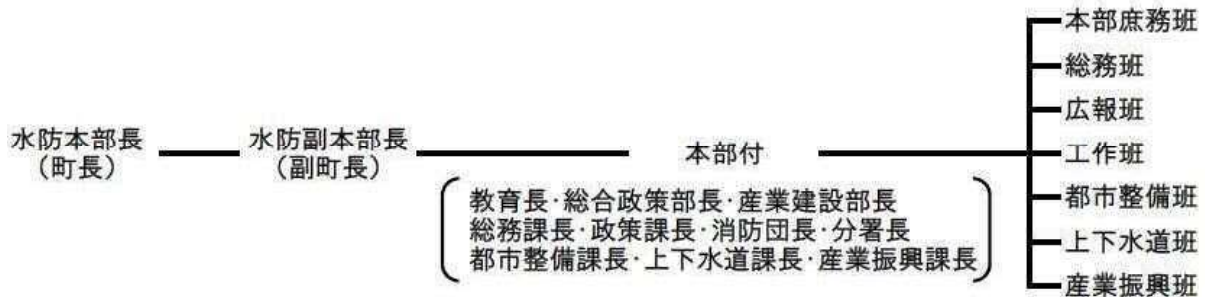 水防本部長
（町長）
水防副本部長
（副町長）
本部付
教育長・総合政策部長・産業建設部長
総務課長・政策課長・消防団長・分署長
都市整備課長・上下水道課長・産業振興課長
本部庶務班
総務班
広報班
工作班
都市整備班
上下水道班
産業振興班